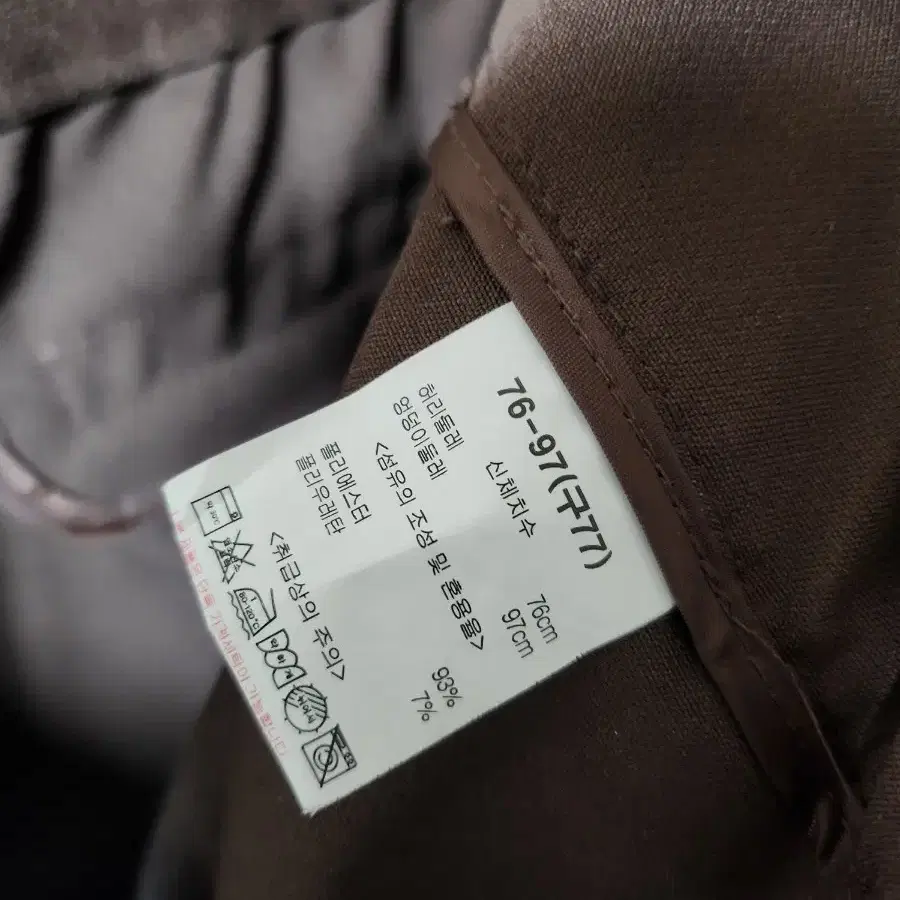 76-97(구77)
신체치수
허리둘레 76cm
엉덩이둘레 97cm
<섬유의 조성 및 혼용율>
폴리에스터 93%
폴리우레탄 7%
<취급상의 주의>
80-120℃